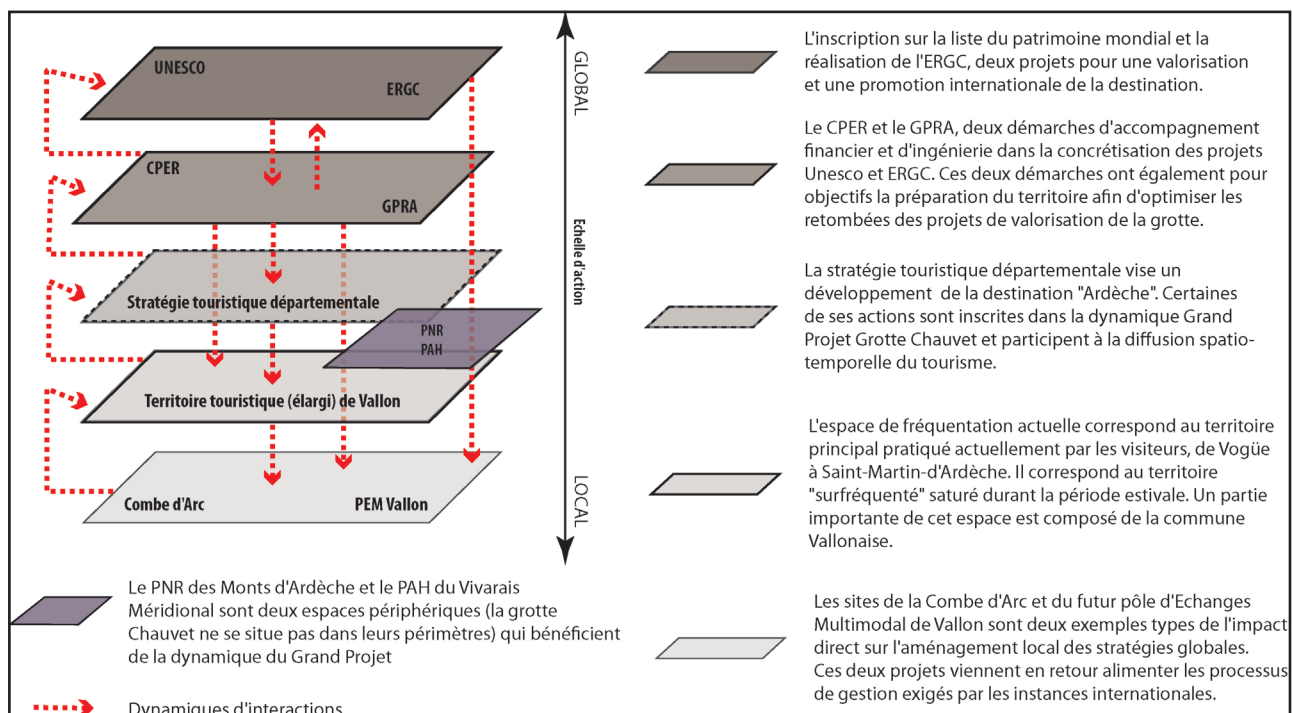 UNESCO
ERGC
CPER
GPRA
Stratégie touristique départementale
PNR
PAH
Territoire touristique (élargi) de Vallon
Combe d'Arc
PEM Vallon
GLOBAL
Echelle d'action
LOCAL
L'inscription sur la liste du patrimoine mondial et la
réalisation de l'ERGC, deux projets pour une valorisation
et une promotion internationale de la destination.
Le CPER et le GPRA, deux démarches d'accompagnement
financier et d'ingénierie dans la concrétisation des projets
Unesco et ERGC. Ces deux démarches ont également pour
objectifs la préparation du territoire afin d'optimiser les
retombées des projets de valorisation de la grotte.
La stratégie touristique départementale vise un
développement de la destination "Ardèche". Certaines
de ses actions sont inscrites dans la dynamique Grand
Projet Grotte Chauvet et participent à la diffusion spatio-
temporelle du tourisme.
L'espace de fréquentation actuelle correspond au territoire
principal pratiqué actuellement par les visiteurs, de Vogüe
à Saint-Martin-d'Ardèche. Il correspond au territoire
"surfréquenté" saturé durant la période estivale. Un partie
importante de cet espace est composé de la commune
Vallonaise.
Les sites de la Combe d'Arc et du futur pôle d'Echanges
Multimodal de Vallon sont deux exemples types de l'impact
direct sur l'aménagement local des stratégies globales.
Ces deux projets viennent en retour alimenter les processus
de gestion exigés par les instances internationales.
Le PNR des Monts d'Ardèche et le PAH du Vivarais
Méridional sont deux espaces périphériques (la grotte
Chauvet ne se situe pas dans leurs périmètres) qui bénéficient
de la dynamique du Grand Projet
Dynamiques d'interactions